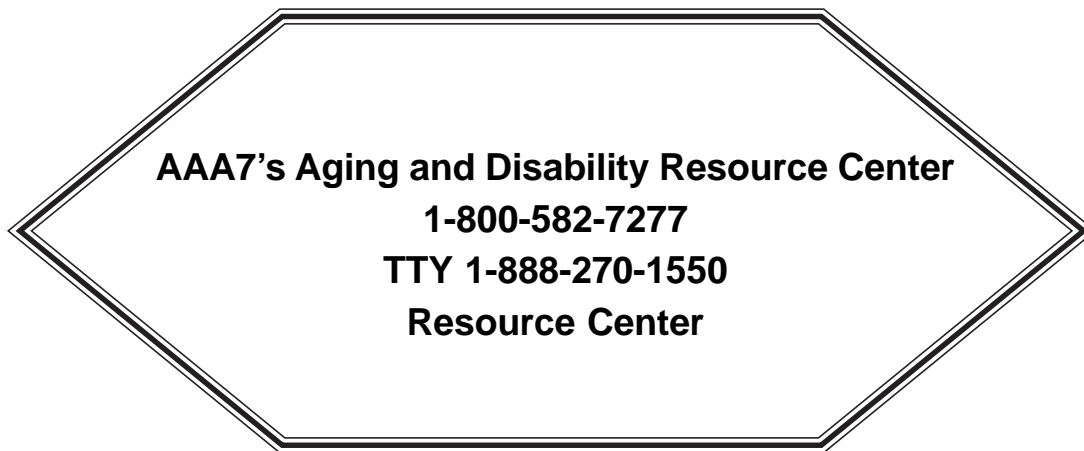 AAA7’s Aging and Disability Resource Center
1-800-582-7277
TTY 1-888-270-1550
Resource Center